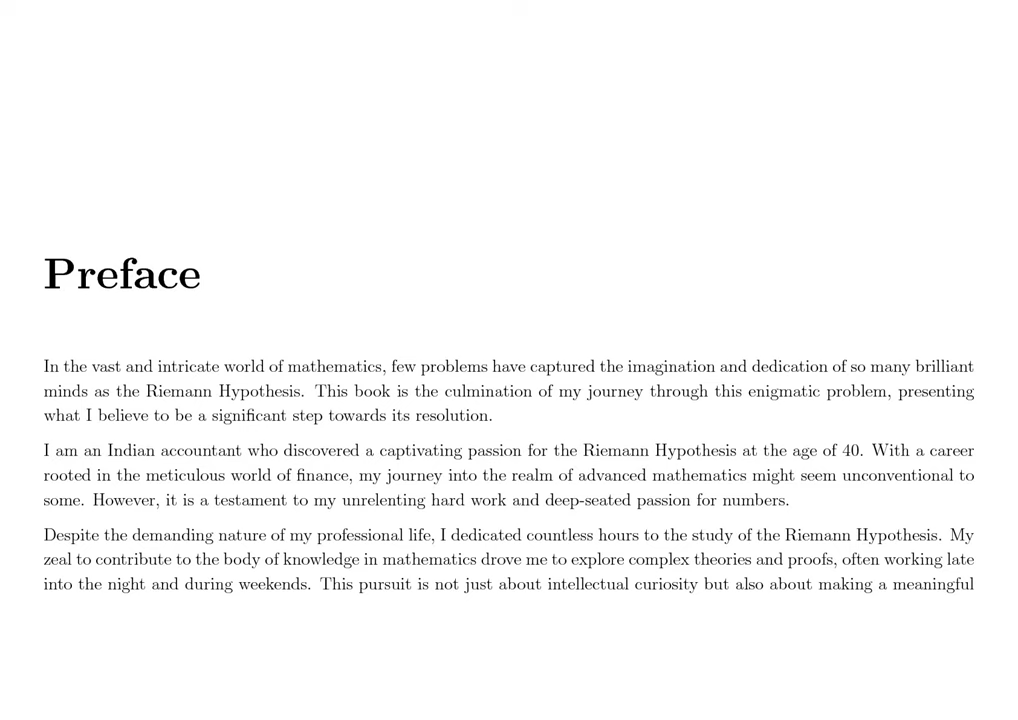 Preface
In the vast and intricate world of mathematics, few problems have captured the imagination and dedication of so many brilliant
minds as the Riemann Hypothesis. This book is the culmination of my journey through this enigmatic problem, presenting
what I believe to be a significant step towards its resolution.
I am an Indian accountant who discovered a captivating passion for the Riemann Hypothesis at the age of 40. With a career
rooted in the meticulous world of finance, my journey into the realm of advanced mathematics might seem unconventional to
some. However, it is a testament to my unrelenting hard work and deep-seated passion for numbers.
Despite the demanding nature of my professional life, I dedicated countless hours to the study of the Riemann Hypothesis. My
zeal to contribute to the body of knowledge in mathematics drove me to explore complex theories and proofs, often working late
into the night and during weekends. This pursuit is not just about intellectual curiosity but also about making a meaningful